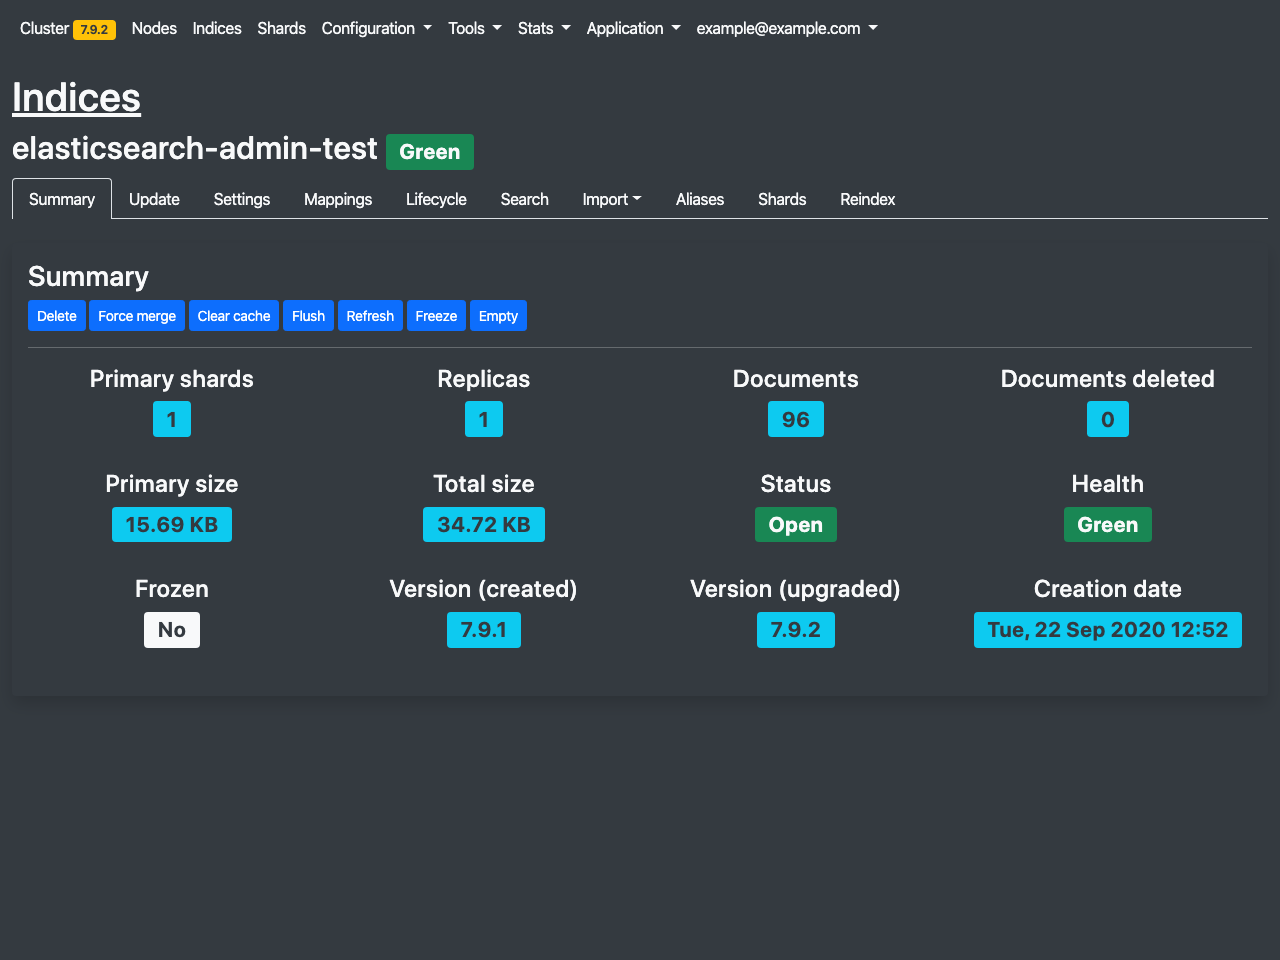 Cluster 7.9.2 Nodes Indices Shards Configuration Tools Stats Application example@example.com
Indices
elasticsearch-admin-test Green
Summary Update Settings Mappings Lifecycle Search Import Aliases Shards Reindex
Summary
Delete Force merge Clear cache Flush Refresh Freeze Empty
Primary shards Replicas Documents Documents deleted
1 1 96 0
Primary size Total size Status Health
15.69 KB 34.72 KB Open Green
Frozen Version (created) Version (upgraded) Creation date
No 7.9.1 7.9.2 Tue, 22 Sep 2020 12:52